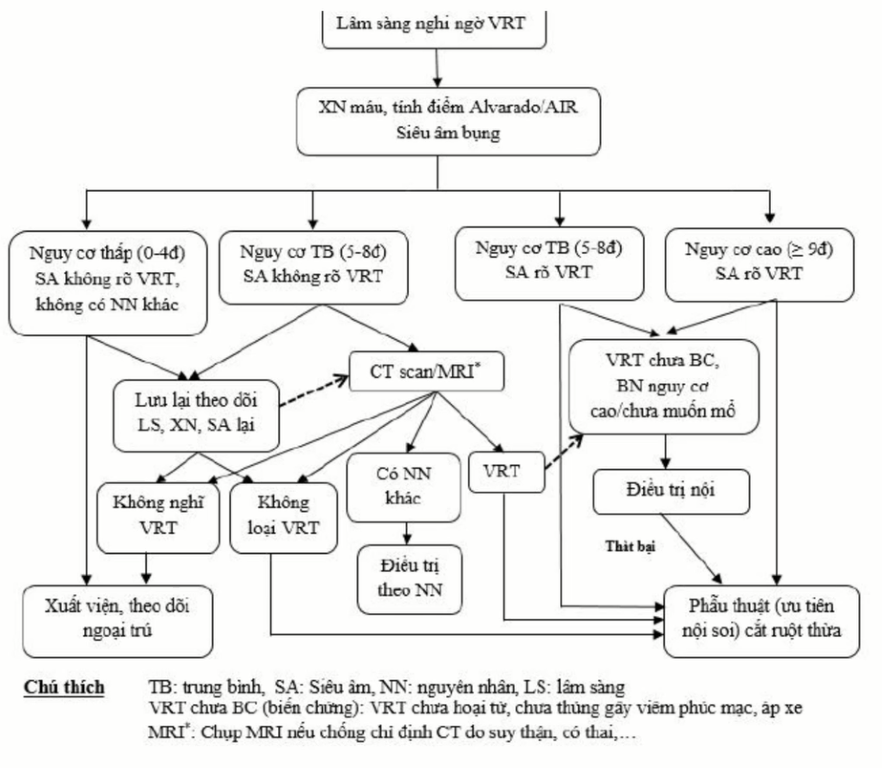 Lâm sàng nghi ngờ VRT
XN máu, tính điểm Alvarado/AIR
Siêu âm bụng
Nguy cơ thấp (0-4đ)
SA không rõ VRT,
không có NN khác
Nguy cơ TB (5-8đ)
SA không rõ VRT
Nguy cơ TB (5-8đ)
SA rõ VRT
Nguy cơ cao (≥ 9đ)
SA rõ VRT
Lưu lại theo dõi
LS, XN, SA lại
CT scan/MRI*
VRT chưa BC,
BN nguy cơ
cao/chưa muốn mổ
Không nghĩ
VRT
Không
loại VRT
Có NN
khác
VRT
Điều trị nội
Thất bại
Điều trị
theo NN
Xuất viện, theo dõi
ngoại trú
Phẫu thuật (ưu tiên
nội soi) cắt ruột thừa
Chú thích
TB: trung bình, SA: Siêu âm, NN: nguyên nhân, LS: lâm sàng
VRT chưa BC (biến chứng): VRT chưa hoại tử, chưa thủng gây viêm phúc mạc, áp xe
MRI*: Chụp MRI nếu chống chỉ định CT do suy thận, có thai,…